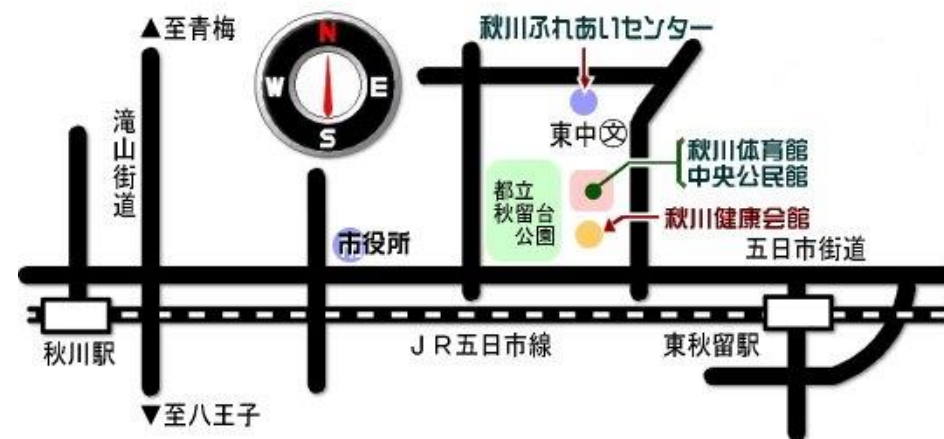 ▲至青梅
秋川ふれあいセンター
N
W E
S
滝山街道
東中文
秋川体育館
中央公民館
都立
秋留台
公園
秋川健康会館
市役所
五日市街道
秋川駅
JR五日市線
東秋留駅
▼至八王子